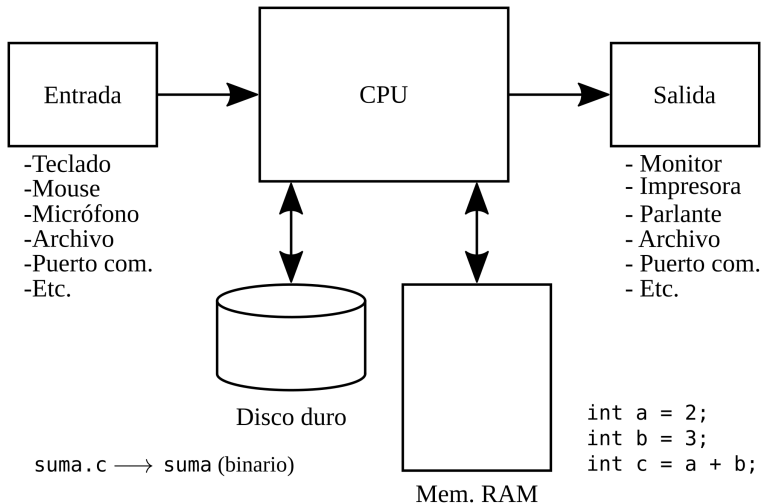 Entrada
CPU
Salida
-Teclado
-Mouse
-Micrófono
-Archivo
-Puerto com.
-Etc.
- Monitor
- Impresora
- Parlante
- Archivo
- Puerto com.
- Etc.
Disco duro
suma.c ⟶ suma (binario)
Mem. RAM
int a = 2;
int b = 3;
int c = a + b;